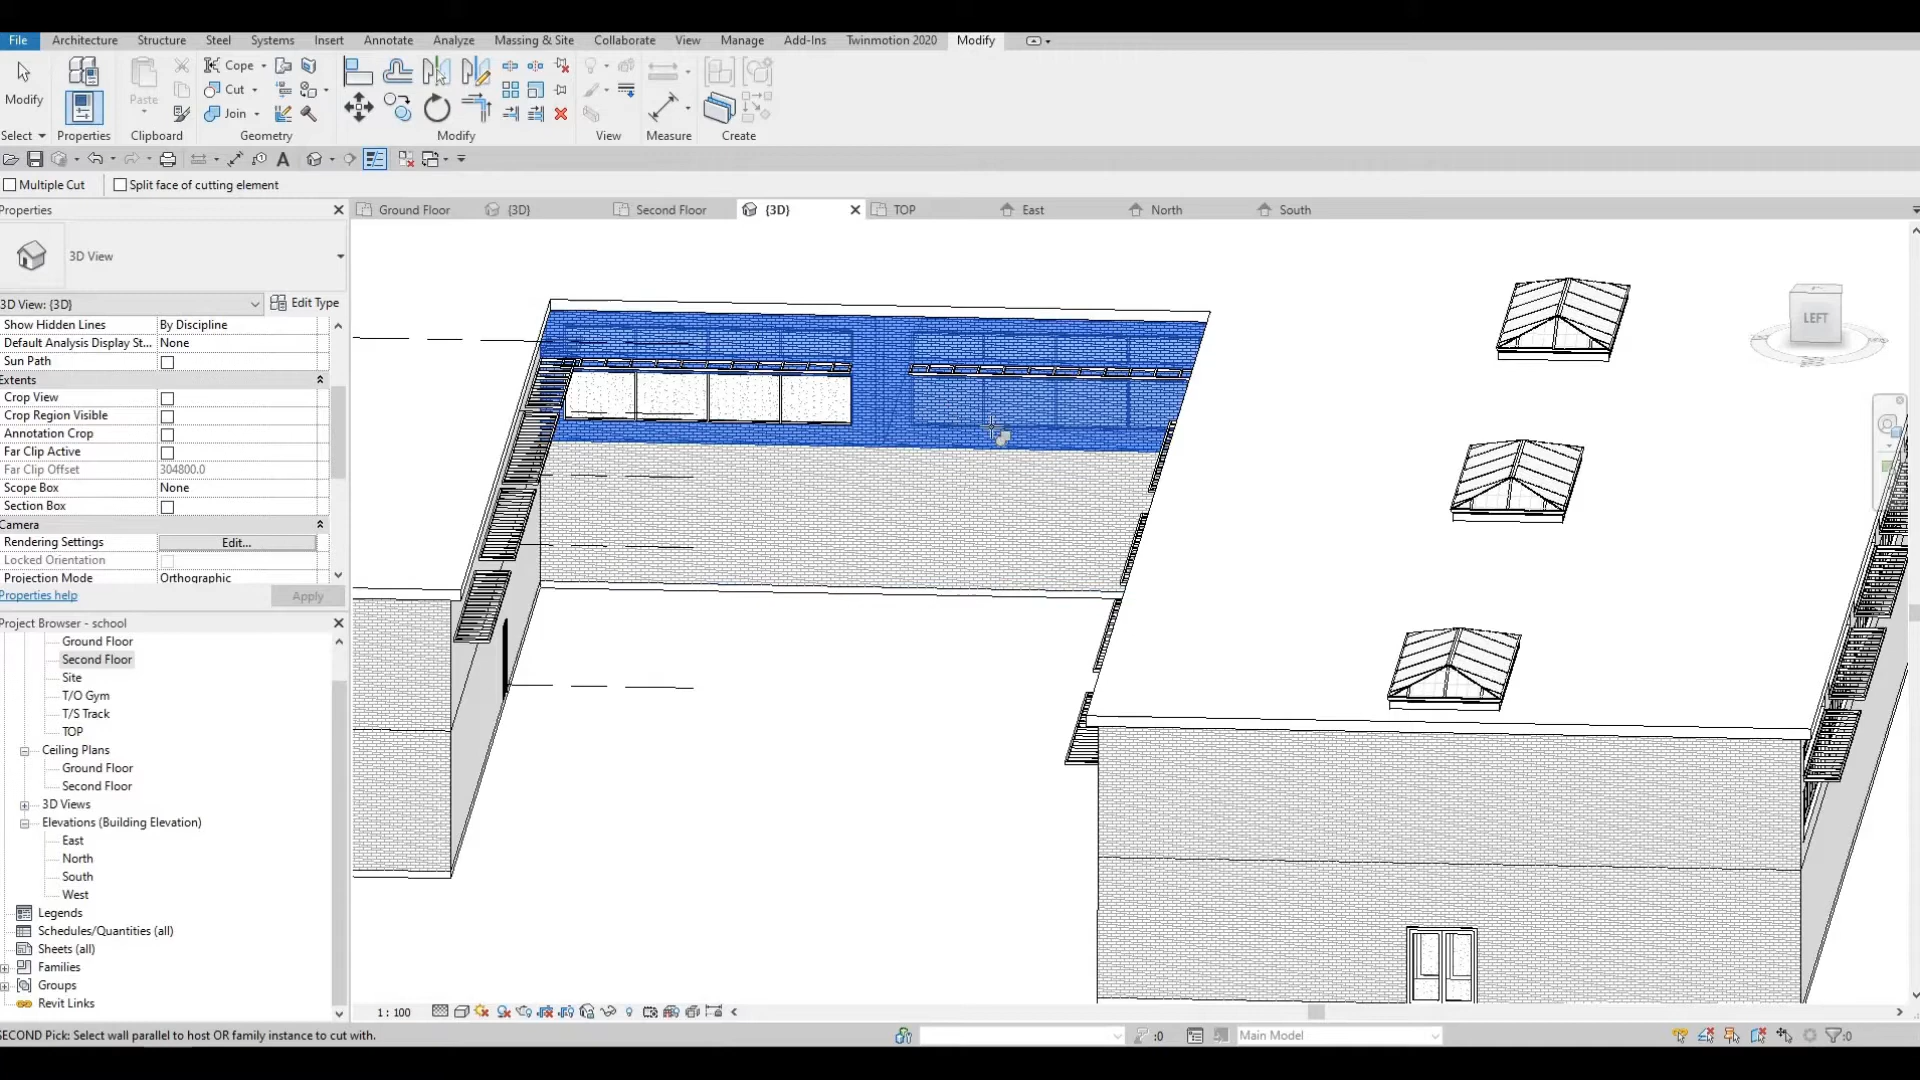 File Architecture Structure Steel Systems Insert Annotate Analyze Massing & Site Collaborate View Manage Add-Ins Twinmotion 2020 Modify
Cope
Modify Paste Cut
Join
Select Properties Clipboard Geometry Modify View Measure Create
Multiple Cut Split face of cutting element
Properties Ground Floor {3D} Second Floor {3D} TOP East North South
3D View
3D View: {3D} Edit Type
Show Hidden Lines By Discipline
Default Analysis Display St... None
Sun Path
Extents
Crop View
Crop Region Visible
Annotation Crop
Far Clip Active
Far Clip Offset 304800.0
Scope Box None
Section Box
Camera
Rendering Settings Edit...
Locked Orientation
Projection Mode Orthographic
Properties help Apply
LEFT
Project Browser - school
Ground Floor
Second Floor
Site
T/O Gym
T/S Track
TOP
Ceiling Plans
Ground Floor
Second Floor
3D Views
Elevations (Building Elevation)
East
North
South
West
Legends
Schedules/Quantities (all)
Sheets (all)
Families
Groups
Revit Links
1 : 100
SECOND Pick: Select wall parallel to host OR family instance to cut with. :0 Main Model :0